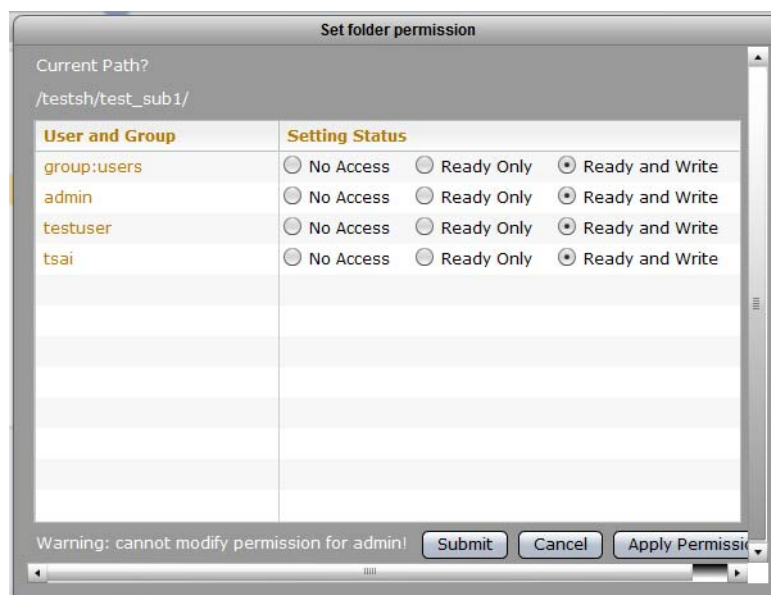 Set folder permission
Current Path?
/testsh/test_sub1/
User and Group Setting Status
group:users No Access Ready Only Ready and Write
admin No Access Ready Only Ready and Write
testuser No Access Ready Only Ready and Write
tsai No Access Ready Only Ready and Write
Warning: cannot modify permission for admin! Submit Cancel Apply